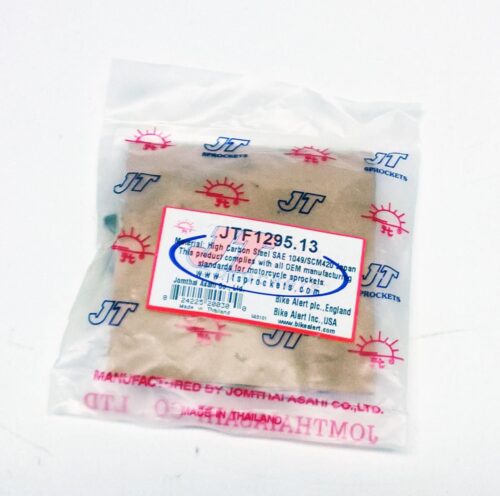 JT
SPROCKETS
JT
JT
SPROCKETS
JT
JTF1295.13
Material: High Carbon Steel SAE 1049/SCM420 Japan
This product complies with all OEM manufacturing
standards for motorcycle sprockets
www.jtsprockets.com
Jomthai Asahi Co., Ltd.
Made in Thailand
Bike Alert plc.,England
Bike Alert Inc.,USA
www.bikealert.com
JT
JT
MANUFACTURED BY JOMTHAI ASAHI CO.,LTD.
MADE IN THAILAND
JOMTHAI ASAHI CO LTD